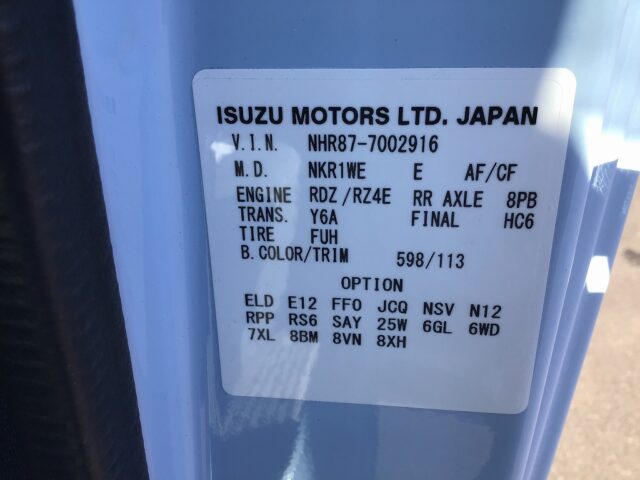 ISUZU MOTORS LTD. JAPAN
V.I.N. NHR87-7002916
M.D. NKR1WE E AF/CF
ENGINE RDZ/RZ4E RR AXLE 8PB
TRANS. Y6A FINAL HC6
TIRE FUH
B.COLOR/TRIM 598/113
OPTION
ELD E12 FFO JCQ NSV N12
RPP RS6 SAY 25W 6GL 6WD
7XL 8BM 8VN 8XH